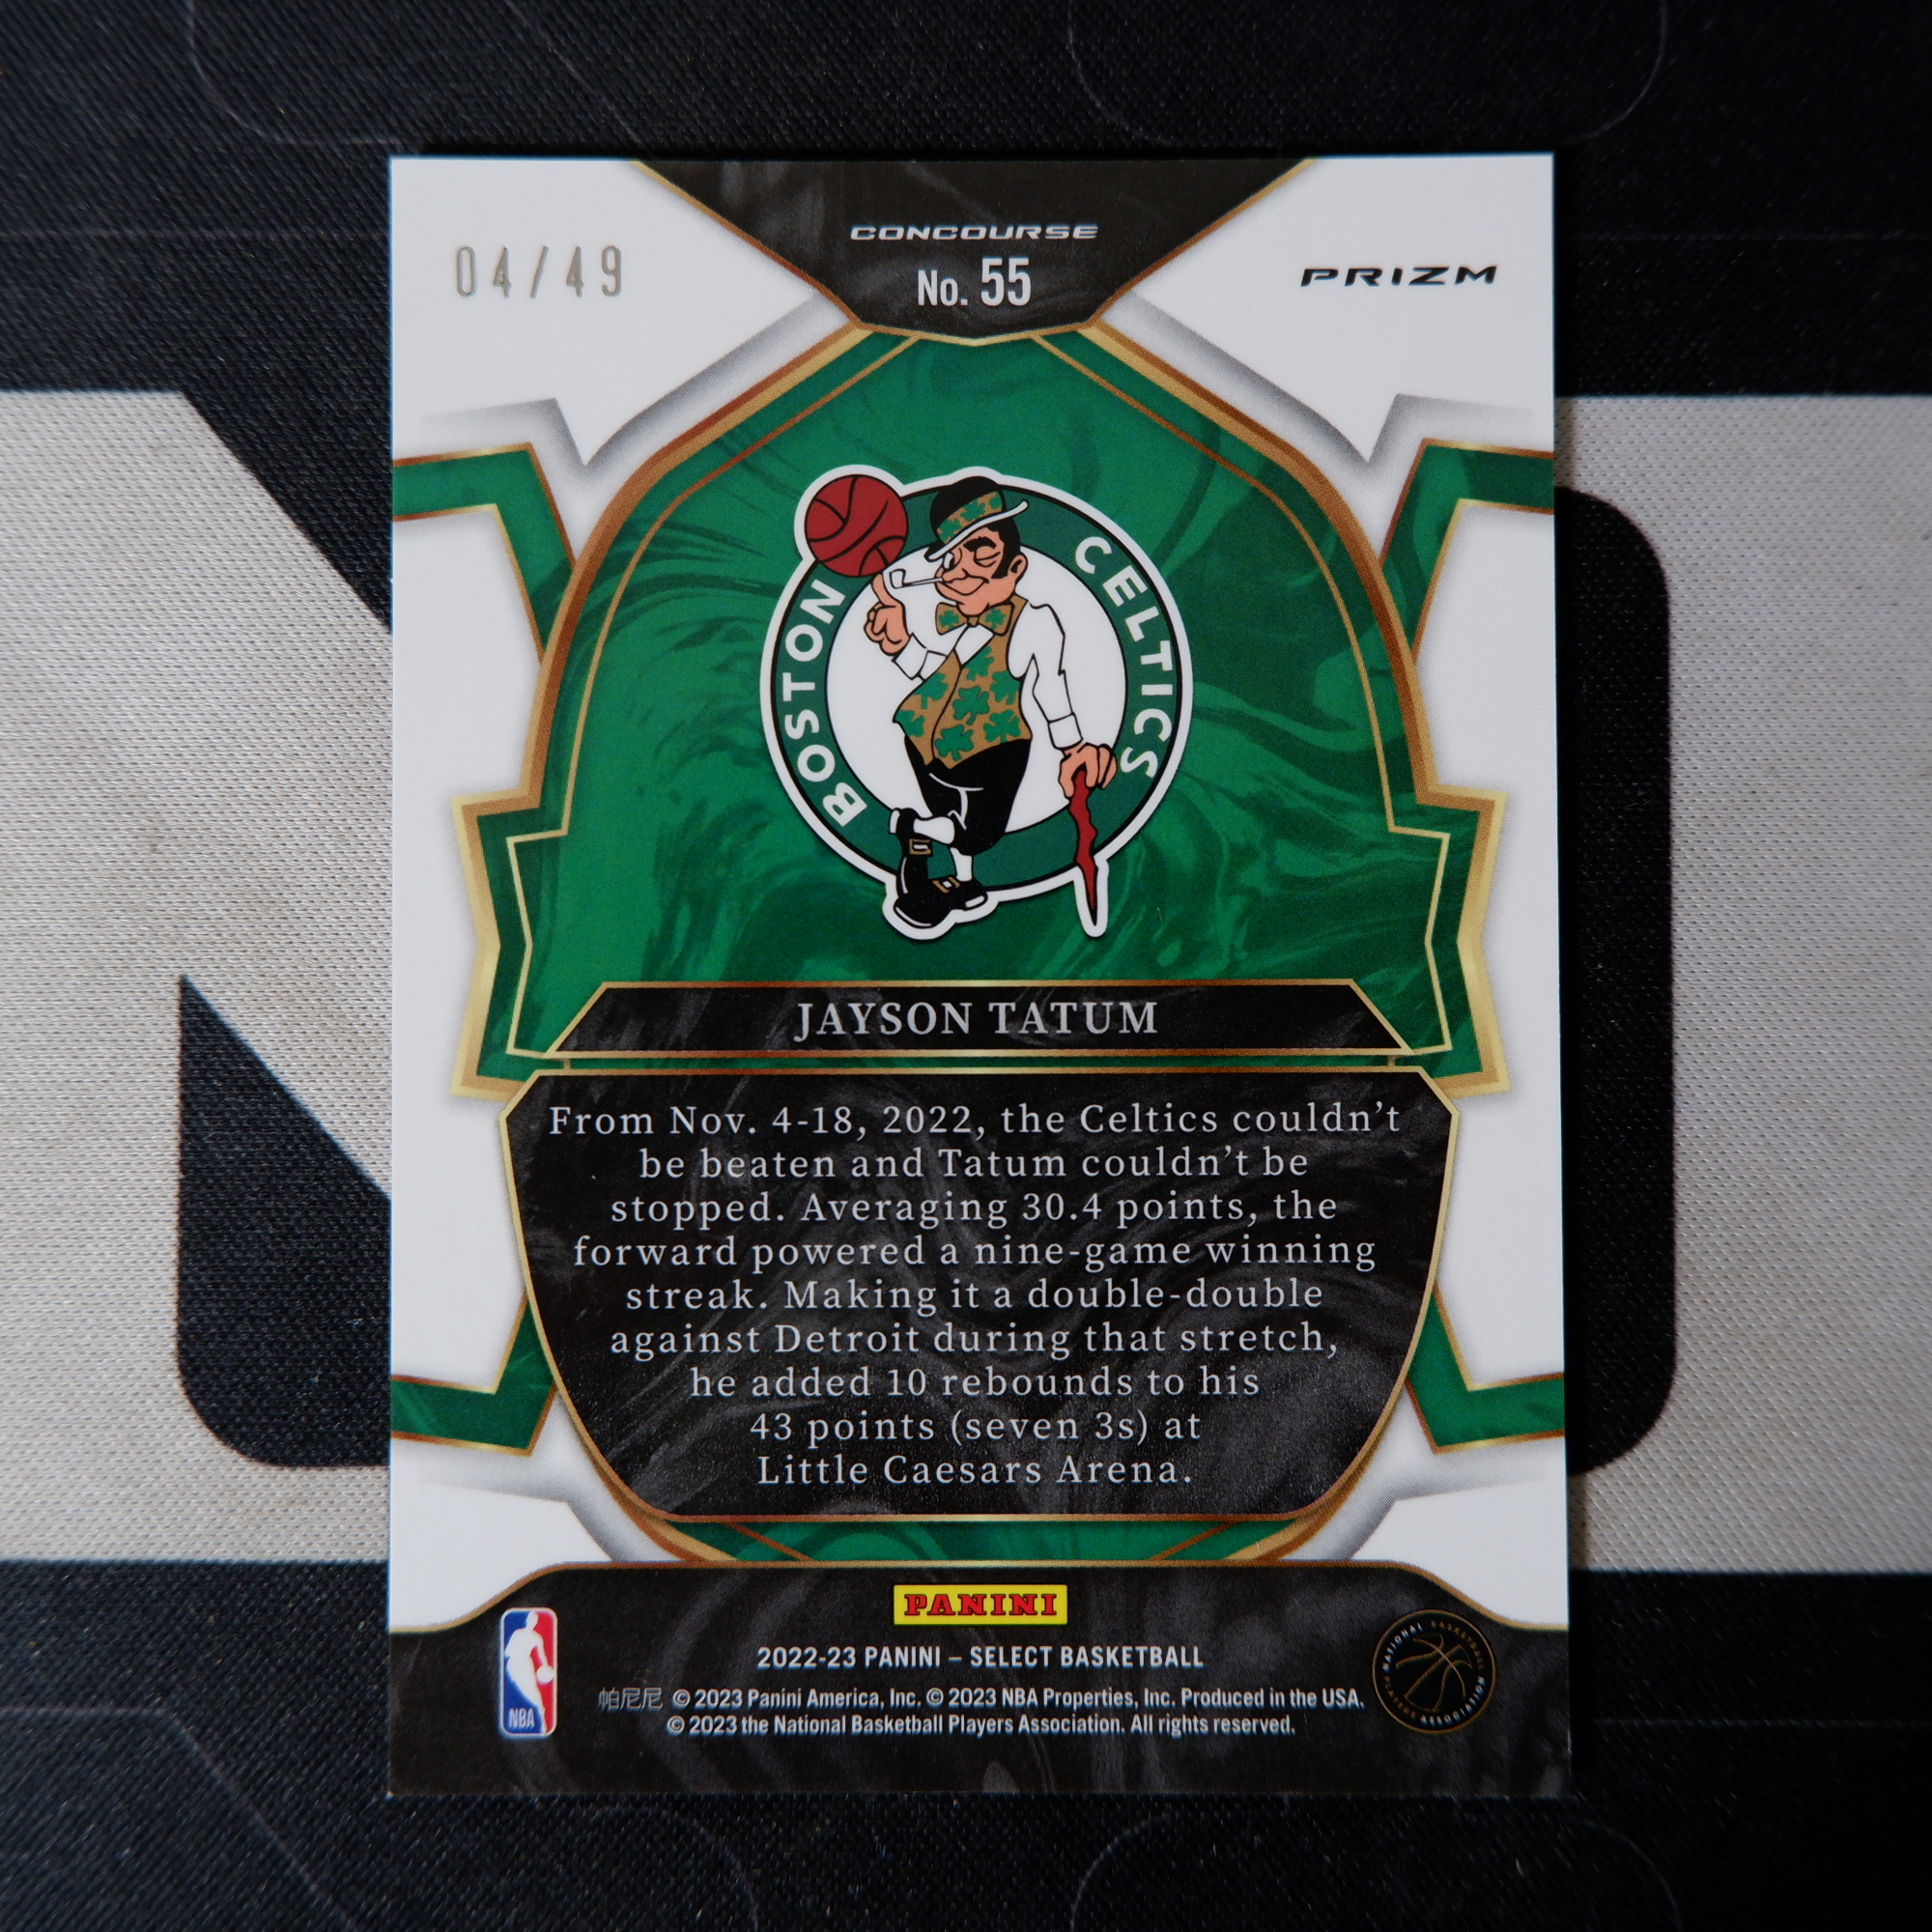 CONCOURSE
04/49
No. 55
PRIZM
BOSTON CELTICS
JAYSON TATUM
From Nov. 4-18, 2022, the Celtics couldn't
be beaten and Tatum couldn't be
stopped. Averaging 30.4 points, the
forward powered a nine-game winning
streak. Making it a double-double
against Detroit during that stretch,
he added 10 rebounds to his
43 points (seven 3s) at
Little Caesars Arena.
PANINI
2022-23 PANINI – SELECT BASKETBALL
帕尼尼 © 2023 Panini America, Inc. © 2023 NBA Properties, Inc. Produced in the USA.
© 2023 the National Basketball Players Association. All rights reserved.
NBA
NATIONAL BASKETBALL PLAYERS ASSOCIATION